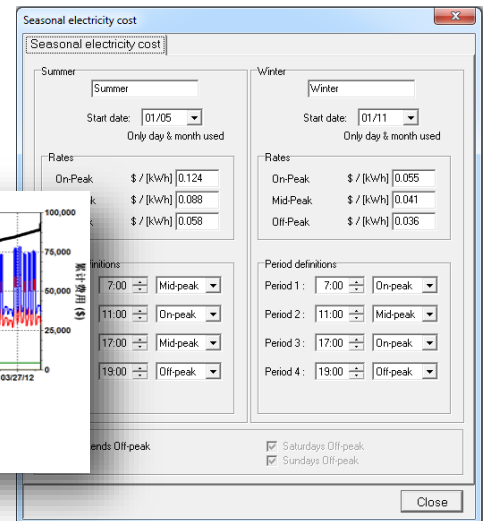 Seasonal electricity cost
Seasonal electricity cost
Summer
Summer
Start date: 01/05
Only day & month used
Rates
On-Peak $ / [kWh] 0.124
k $ / [kWh] 0.088
k $ / [kWh] 0.058
initions
7:00 Mid-peak
11:00 On-peak
17:00 Mid-peak
19:00 Off-peak
ends Off-peak
Winter
Winter
Start date: 01/11
Only day & month used
Rates
On-Peak $ / [kWh] 0.055
Mid-Peak $ / [kWh] 0.041
Off-Peak $ / [kWh] 0.036
Period definitions
Period 1 : 7:00 On-peak
Period 2 : 11:00 Mid-peak
Period 3 : 17:00 On-peak
Period 4 : 19:00 Off-peak
Saturdays Off-peak
Sundays Off-peak
Close
100,000
75,000
50,000
25,000
0
累计费用 ($)
03/27/12